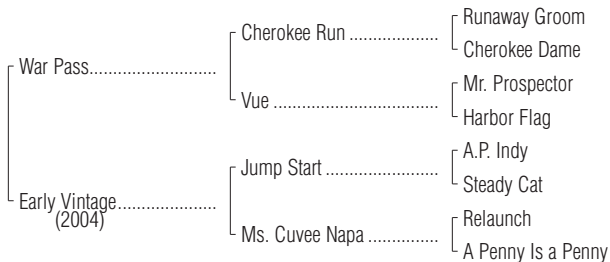 Runaway Groom
Cherokee Run ..................
Cherokee Dame
War Pass.........................
Mr. Prospector
Vue .................................
Harbor Flag
A.P. Indy
Jump Start .......................
Steady Cat
Early Vintage....................
(2004)
Relaunch
Ms. Cuvee Napa ..............
A Penny Is a Penny